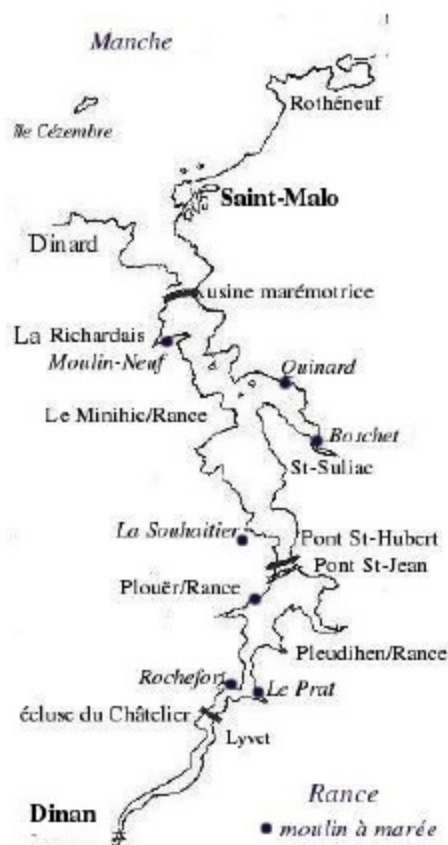 Manche
Rothéneuf
Ile Cézembre
Saint-Malo
Dinard
usine marémotrice
La Richardais
Moulin-Neuf
Quinard
Le Minihic/Rance
Boschet
St-Suliac
La Souhaitier
Pont St-Hubert
Pont St-Jean
Plouër/Rance
Pleudihen/Rance
Rochefort
Le Prat
écluse du Châtelier
Lyvet
Rance
Dinan
moulin à marée